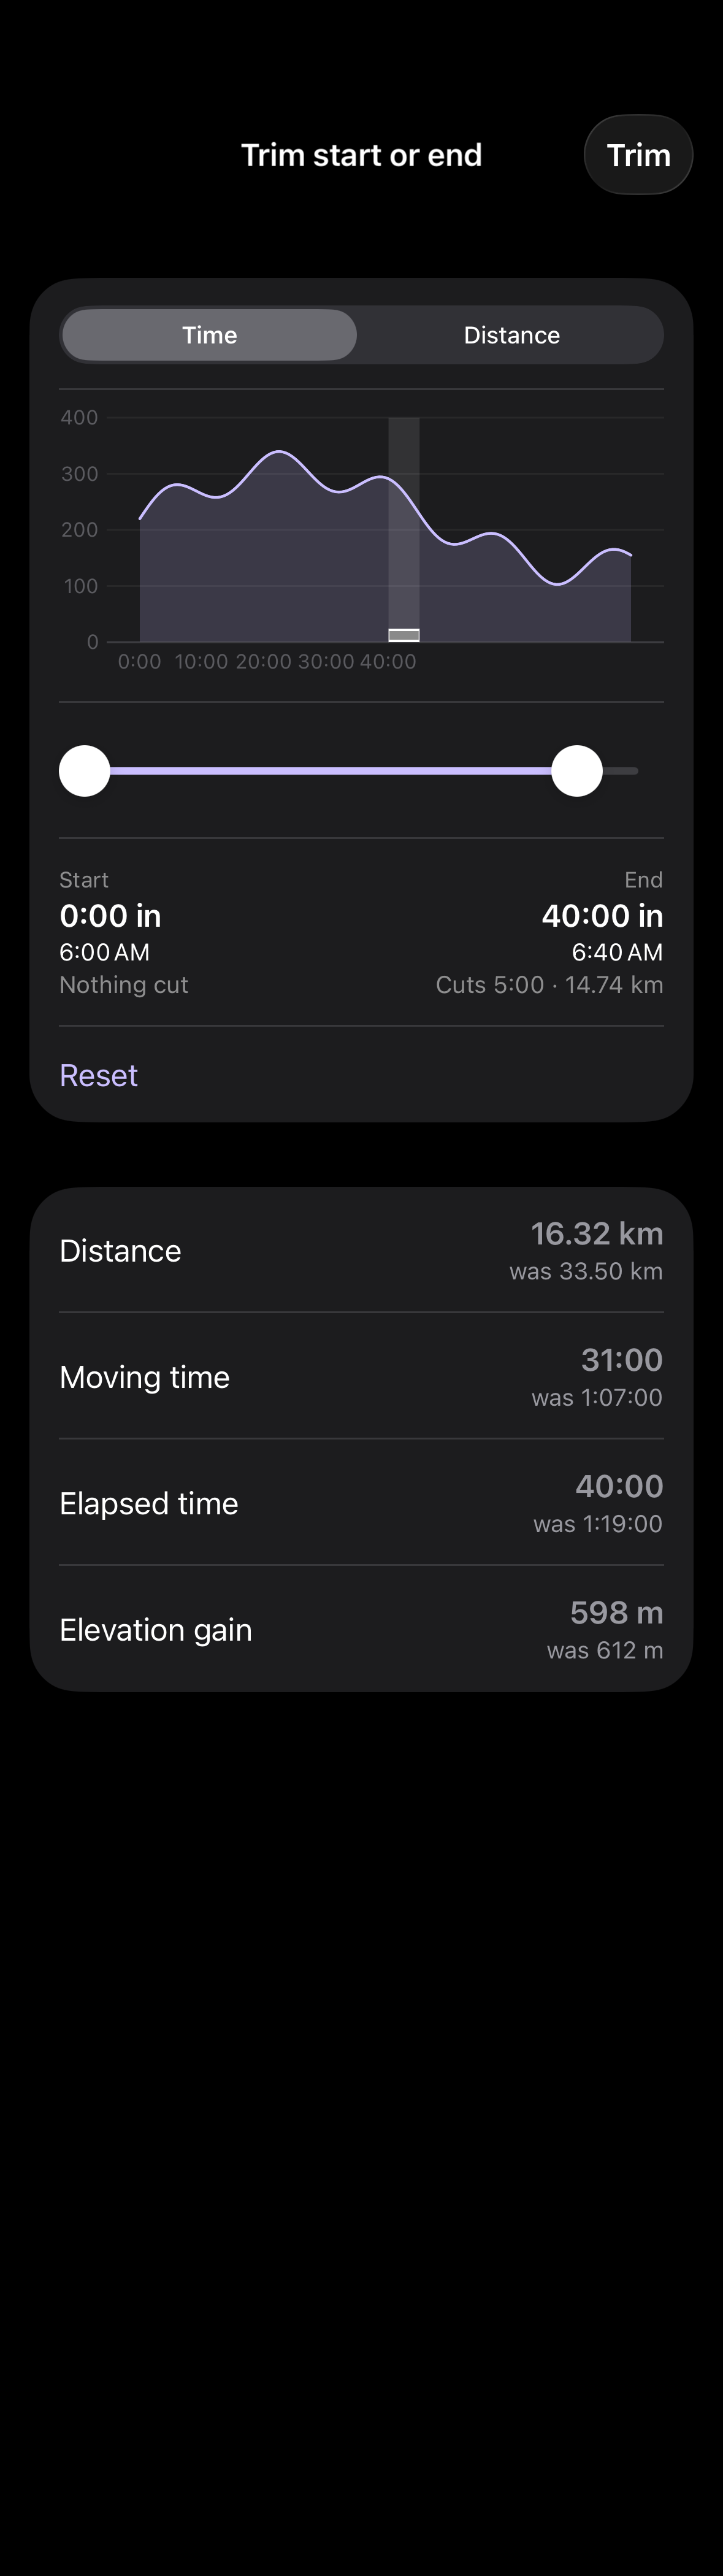 Trim start or end
Trim
Time
Distance
400
300
200
100
0
0:00 10:00 20:00 30:00 40:00
Start
End
0:00 in
40:00 in
6:00 AM
6:40 AM
Nothing cut
Cuts 5:00 · 14.74 km
Reset
Distance
16.32 km
was 33.50 km
Moving time
31:00
was 1:07:00
Elapsed time
40:00
was 1:19:00
Elevation gain
598 m
was 612 m